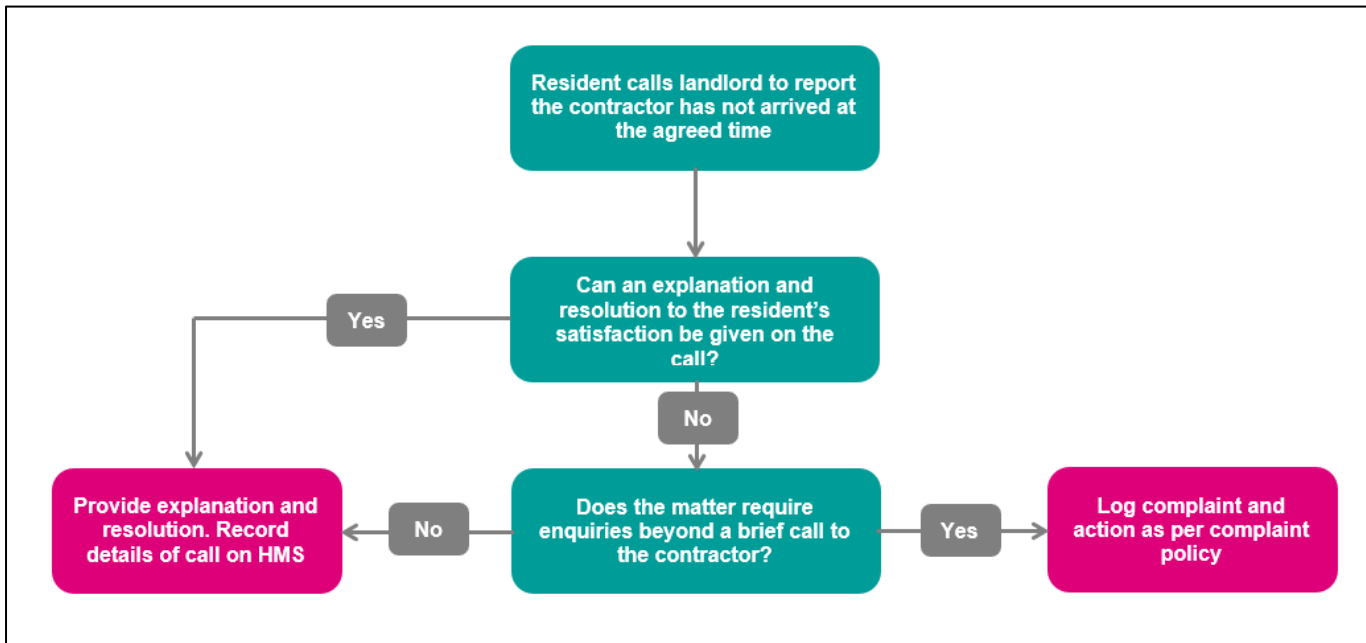 Resident calls landlord to report
the contractor has not arrived at
the agreed time
Can an explanation and
resolution to the resident’s
satisfaction be given on the
call?
Yes
No
Provide explanation and
resolution. Record
details of call on HMS
No
Does the matter require
enquiries beyond a brief call to
the contractor?
Yes
Log complaint and
action as per complaint
policy